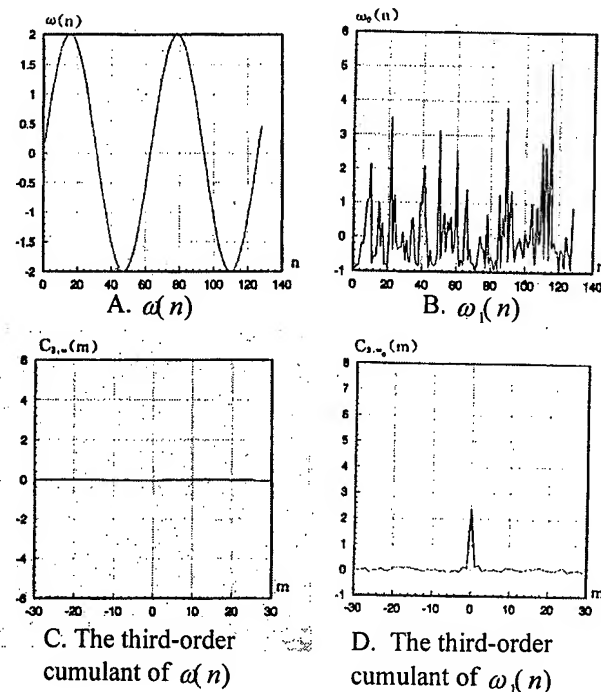 ω(n)
2
1.5
1
0.5
0
-0.5
-1
-1.5
-2
0 20 40 60 80 100 120 140
n
A. ω(n)
ω₀(n)
6
5
4
3
2
1
0
-1
0 20 40 60 80 100 120 140
n
B. ω₁(n)
C₃,∞(m)
6
4
2
0
-2
-4
-6
-30 -20 -10 0 10 20 30
m
C. The third-order
cumulant of ω(n)
C₃,∞₀(m)
8
7
6
5
4
3
2
1
0
-1
-30 -20 -10 0 10 20 30
m
D. The third-order
cumulant of ω₁(n)